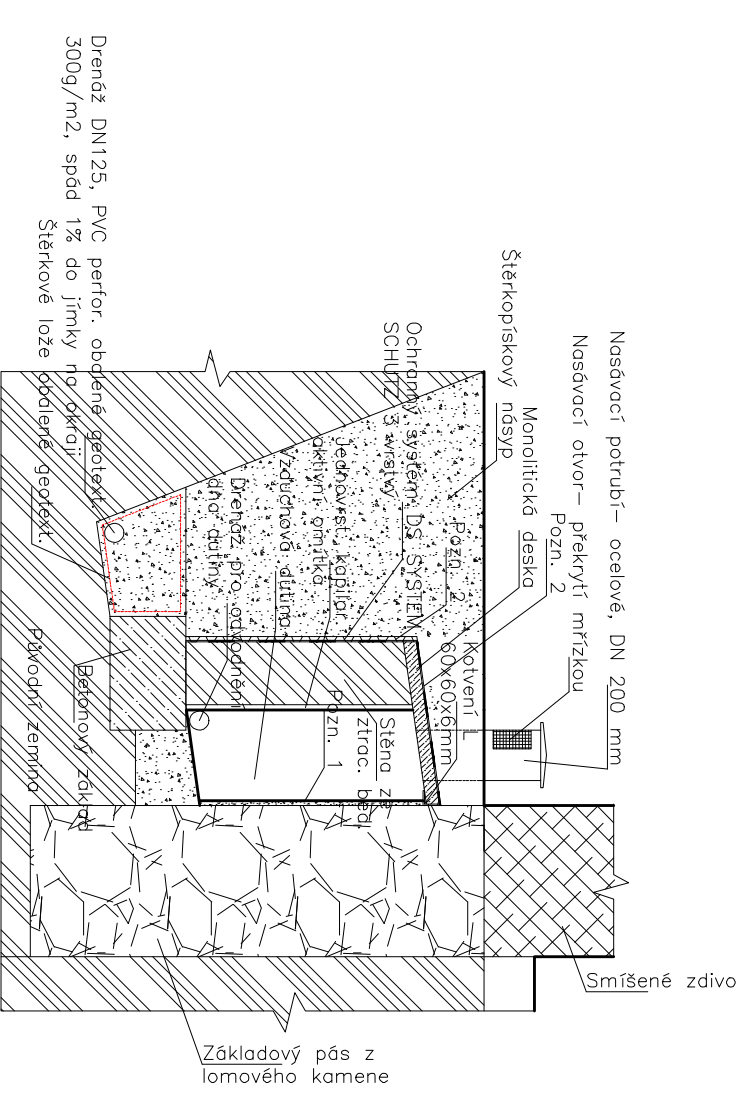 Nasávací potrubí– ocelové, DN 200 mm
Nasávací otvor– překrytí mřízkou
Pozn. 2
Monolitická deska
Štěrkopískový násyp
Kotvení L
60x60x6mm
Pozn. 2
Ochranný systém DS SYSTEM
SCHUTZ 3 vrstvý
Jednovrst. kapilar.
aktivní omítka
Vzduchová dutina
Drenáž pro odvodnění
dna dutiny
Stěna ze
ztrac. bed.
Pozn. 1
Drenáž DN125, PVC perfor. obalené geotext.
300g/m2, spád 1% do jímky na okraji
Štěrkové lože obalené geotext.
Betonový základ
Původní zemina
Smíšené zdivo
Základový pás z
lomového kamene